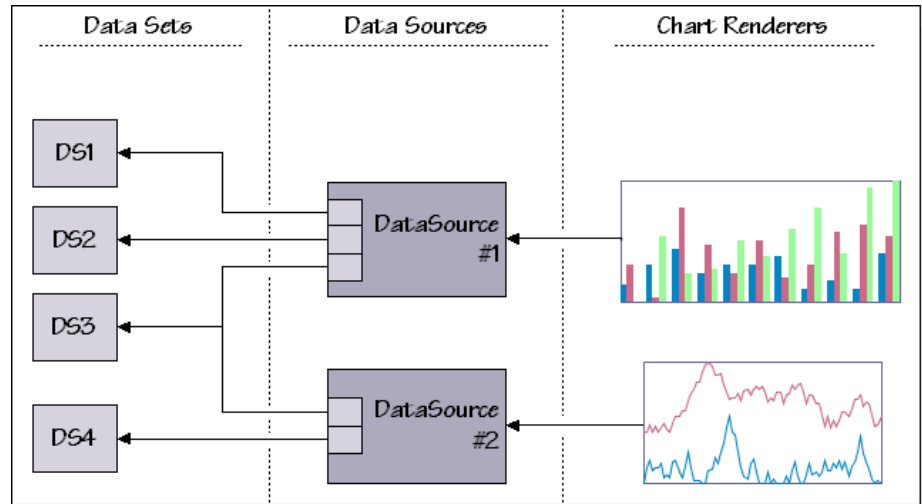 Data Sets
Data Sources
Chart Renderers
DS1
DS2
DS3
DS4
DataSource
#1
DataSource
#2